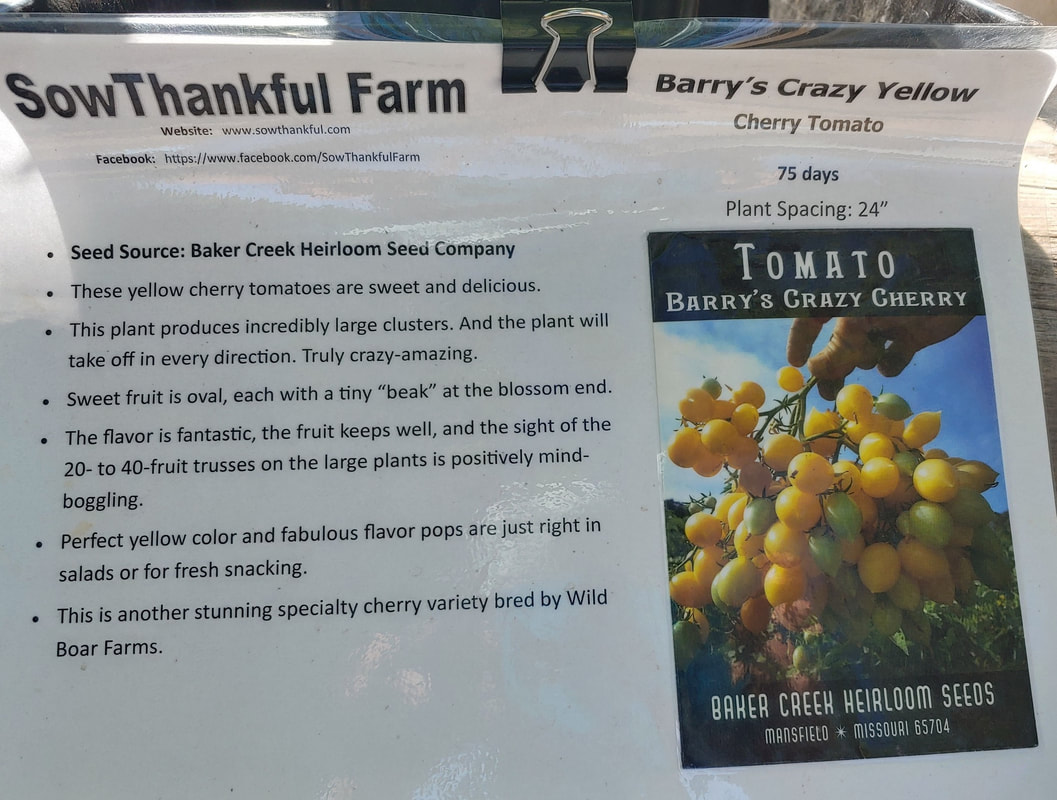 SowThankful Farm
Website: www.sowthankful.com
Facebook: https://www.facebook.com/SowThankfulFarm
Barry's Crazy Yellow
Cherry Tomato
75 days
Plant Spacing: 24”
• Seed Source: Baker Creek Heirloom Seed Company
• These yellow cherry tomatoes are sweet and delicious.
• This plant produces incredibly large clusters. And the plant will
take off in every direction. Truly crazy-amazing.
• Sweet fruit is oval, each with a tiny “beak” at the blossom end.
• The flavor is fantastic, the fruit keeps well, and the sight of the
20- to 40-fruit trusses on the large plants is positively mind-
boggling.
• Perfect yellow color and fabulous flavor pops are just right in
salads or for fresh snacking.
• This is another stunning specialty cherry variety bred by Wild
Boar Farms.
TOMATO
BARRY'S CRAZY CHERRY
BAKER CREEK HEIRLOOM SEEDS
MANSFIELD ✴ MISSOURI 65704